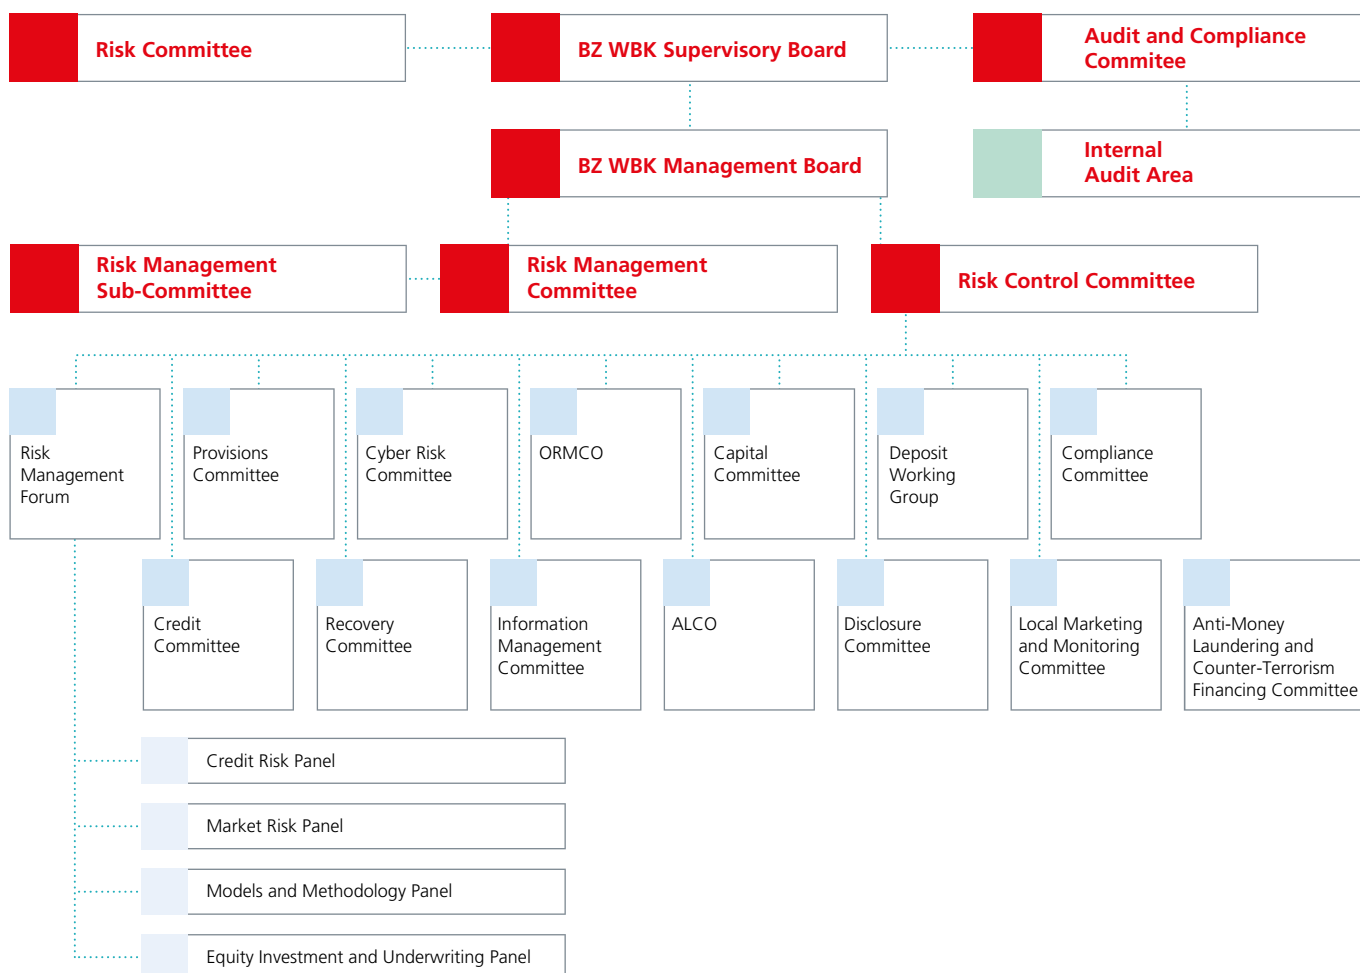 Risk Committee
BZ WBK Supervisory Board
Audit and Compliance
Commitee
BZ WBK Management Board
Internal
Audit Area
Risk Management
Sub-Committee
Risk Management
Committee
Risk Control Committee
Risk
Management
Forum
Provisions
Committee
Cyber Risk
Committee
ORMCO
Capital
Committee
Deposit
Working
Group
Compliance
Committee
Credit
Committee
Recovery
Committee
Information
Management
Committee
ALCO
Disclosure
Committee
Local Marketing
and Monitoring
Committee
Anti-Money
Laundering and
Counter-Terrorism
Financing Committee
Credit Risk Panel
Market Risk Panel
Models and Methodology Panel
Equity Investment and Underwriting Panel